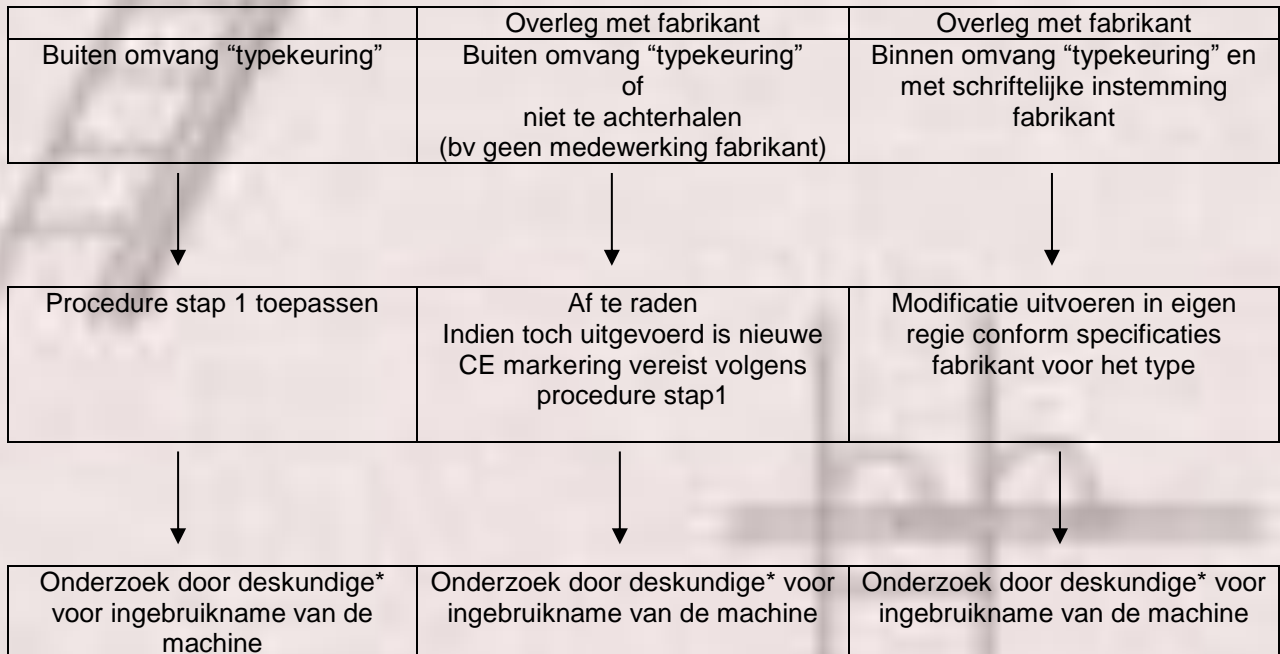 Overleg met fabrikant
Overleg met fabrikant
Buiten omvang “typekeuring”
Buiten omvang “typekeuring”
of
niet te achterhalen
(bv geen medewerking fabrikant)
Binnen omvang “typekeuring” en
met schriftelijke instemming
fabrikant
Procedure stap 1 toepassen
Af te raden
Indien toch uitgevoerd is nieuwe
CE markering vereist volgens
procedure stap1
Modificatie uitvoeren in eigen
regie conform specificaties
fabrikant voor het type
Onderzoek door deskundige*
voor ingebruikname van de
machine
Onderzoek door deskundige* voor
ingebruikname van de machine
Onderzoek door deskundige* voor
ingebruikname van de machine